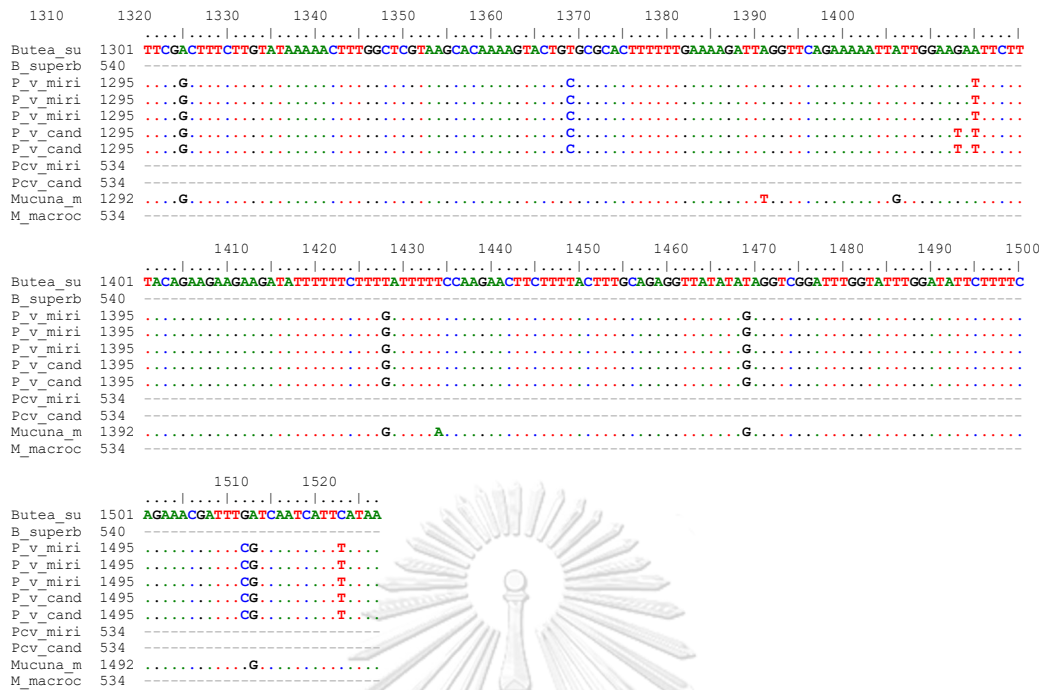 1310 1320 1330 1340 1350 1360 1370 1380 1390 1400
....|....|....|....|....|....|....|....|....|....|....|....|....|....|....|....|....|....|....|....|
Butea_su 1301 TTCGACTTTCTTGTATAAAAACTTTGGCTCGTAAGCACAAAAGTACTGTGCGCACTTTTTTGAAAAGATTAGGTTCAGAAAAATTATTGGAAGAATTCTT
B_superb 540 ----------------------------------------------------------------------------------------------------
P_v_miri 1295 ....G...........................................C.............................................T.....
P_v_miri 1295 ....G...........................................C.............................................T.....
P_v_miri 1295 ....G...........................................C.............................................T.....
P_v_cand 1295 ....G...........................................C...........................................T.T.....
P_v_cand 1295 ....G...........................................C...........................................T.T.....
Pcv_miri 534 ----------------------------------------------------------------------------------------------------
Pcv_cand 534 ----------------------------------------------------------------------------------------------------
Mucuna_m 1292 ....G.................................................................T..............G..............
M_macroc 534 ----------------------------------------------------------------------------------------------------
1410 1420 1430 1440 1450 1460 1470 1480 1490 1500
....|....|....|....|....|....|....|....|....|....|....|....|....|....|....|....|....|....|....|....|
Butea_su 1401 TACAGAAGAAGAAGATATTTTTTCTTTTATTTTTCCAAGAACTTCTTTTACTTTGCAGAGGTTATATATAGGTCGGATTTGGTATTTGGATATTCTTTTC
B_superb 540 ----------------------------------------------------------------------------------------------------
P_v_miri 1395 ...........................G........................................G...............................
P_v_miri 1395 ...........................G........................................G...............................
P_v_miri 1395 ...........................G........................................G...............................
P_v_cand 1395 ...........................G........................................G...............................
P_v_cand 1395 ...........................G........................................G...............................
Pcv_miri 534 ----------------------------------------------------------------------------------------------------
Pcv_cand 534 ----------------------------------------------------------------------------------------------------
Mucuna_m 1392 ...........................G.....A..................................G...............................
M_macroc 534 ----------------------------------------------------------------------------------------------------
1510 1520
....|....|....|....|....|..
Butea_su 1501 AGAAACGATTTGATCAATCATTCATAA
B_superb 540 ---------------------------
P_v_miri 1495 ...........CG.........T....
P_v_miri 1495 ...........CG.........T....
P_v_miri 1495 ...........CG.........T....
P_v_cand 1495 ...........CG.........T....
P_v_cand 1495 ...........CG.........T....
Pcv_miri 534 ---------------------------
Pcv_cand 534 ---------------------------
Mucuna_m 1492 ............G..............
M_macroc 534 ---------------------------